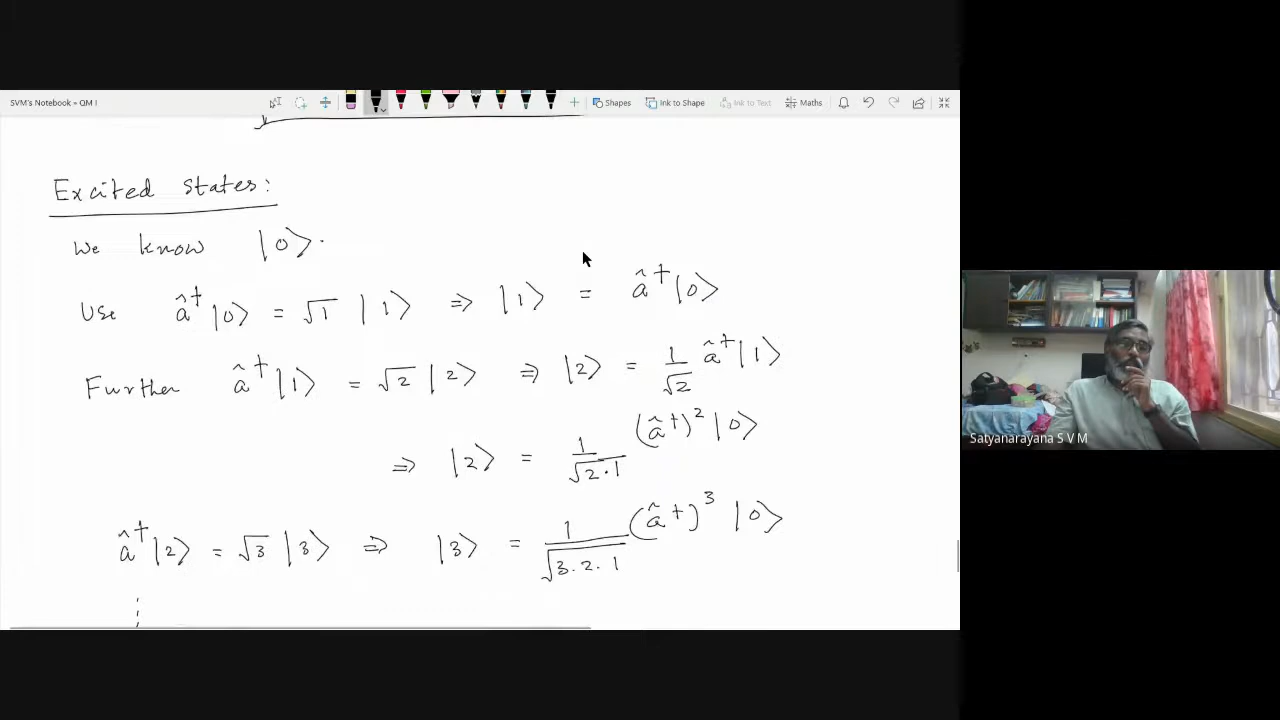 SVM's Notebook » QM I
Shapes Ink to Shape Ink to Text Maths
Excited states:
We know |0⟩.
Use â†|0⟩ = √1 |1⟩ ⇒ |1⟩ = â†|0⟩
Further â†|1⟩ = √2 |2⟩ ⇒ |2⟩ = 1/√2 â†|1⟩
⇒ |2⟩ = 1/√(2·1) (â†)² |0⟩
â†|2⟩ = √3 |3⟩ ⇒ |3⟩ = 1/√(3·2·1) (â†)³ |0⟩
Satyanarayana S V M